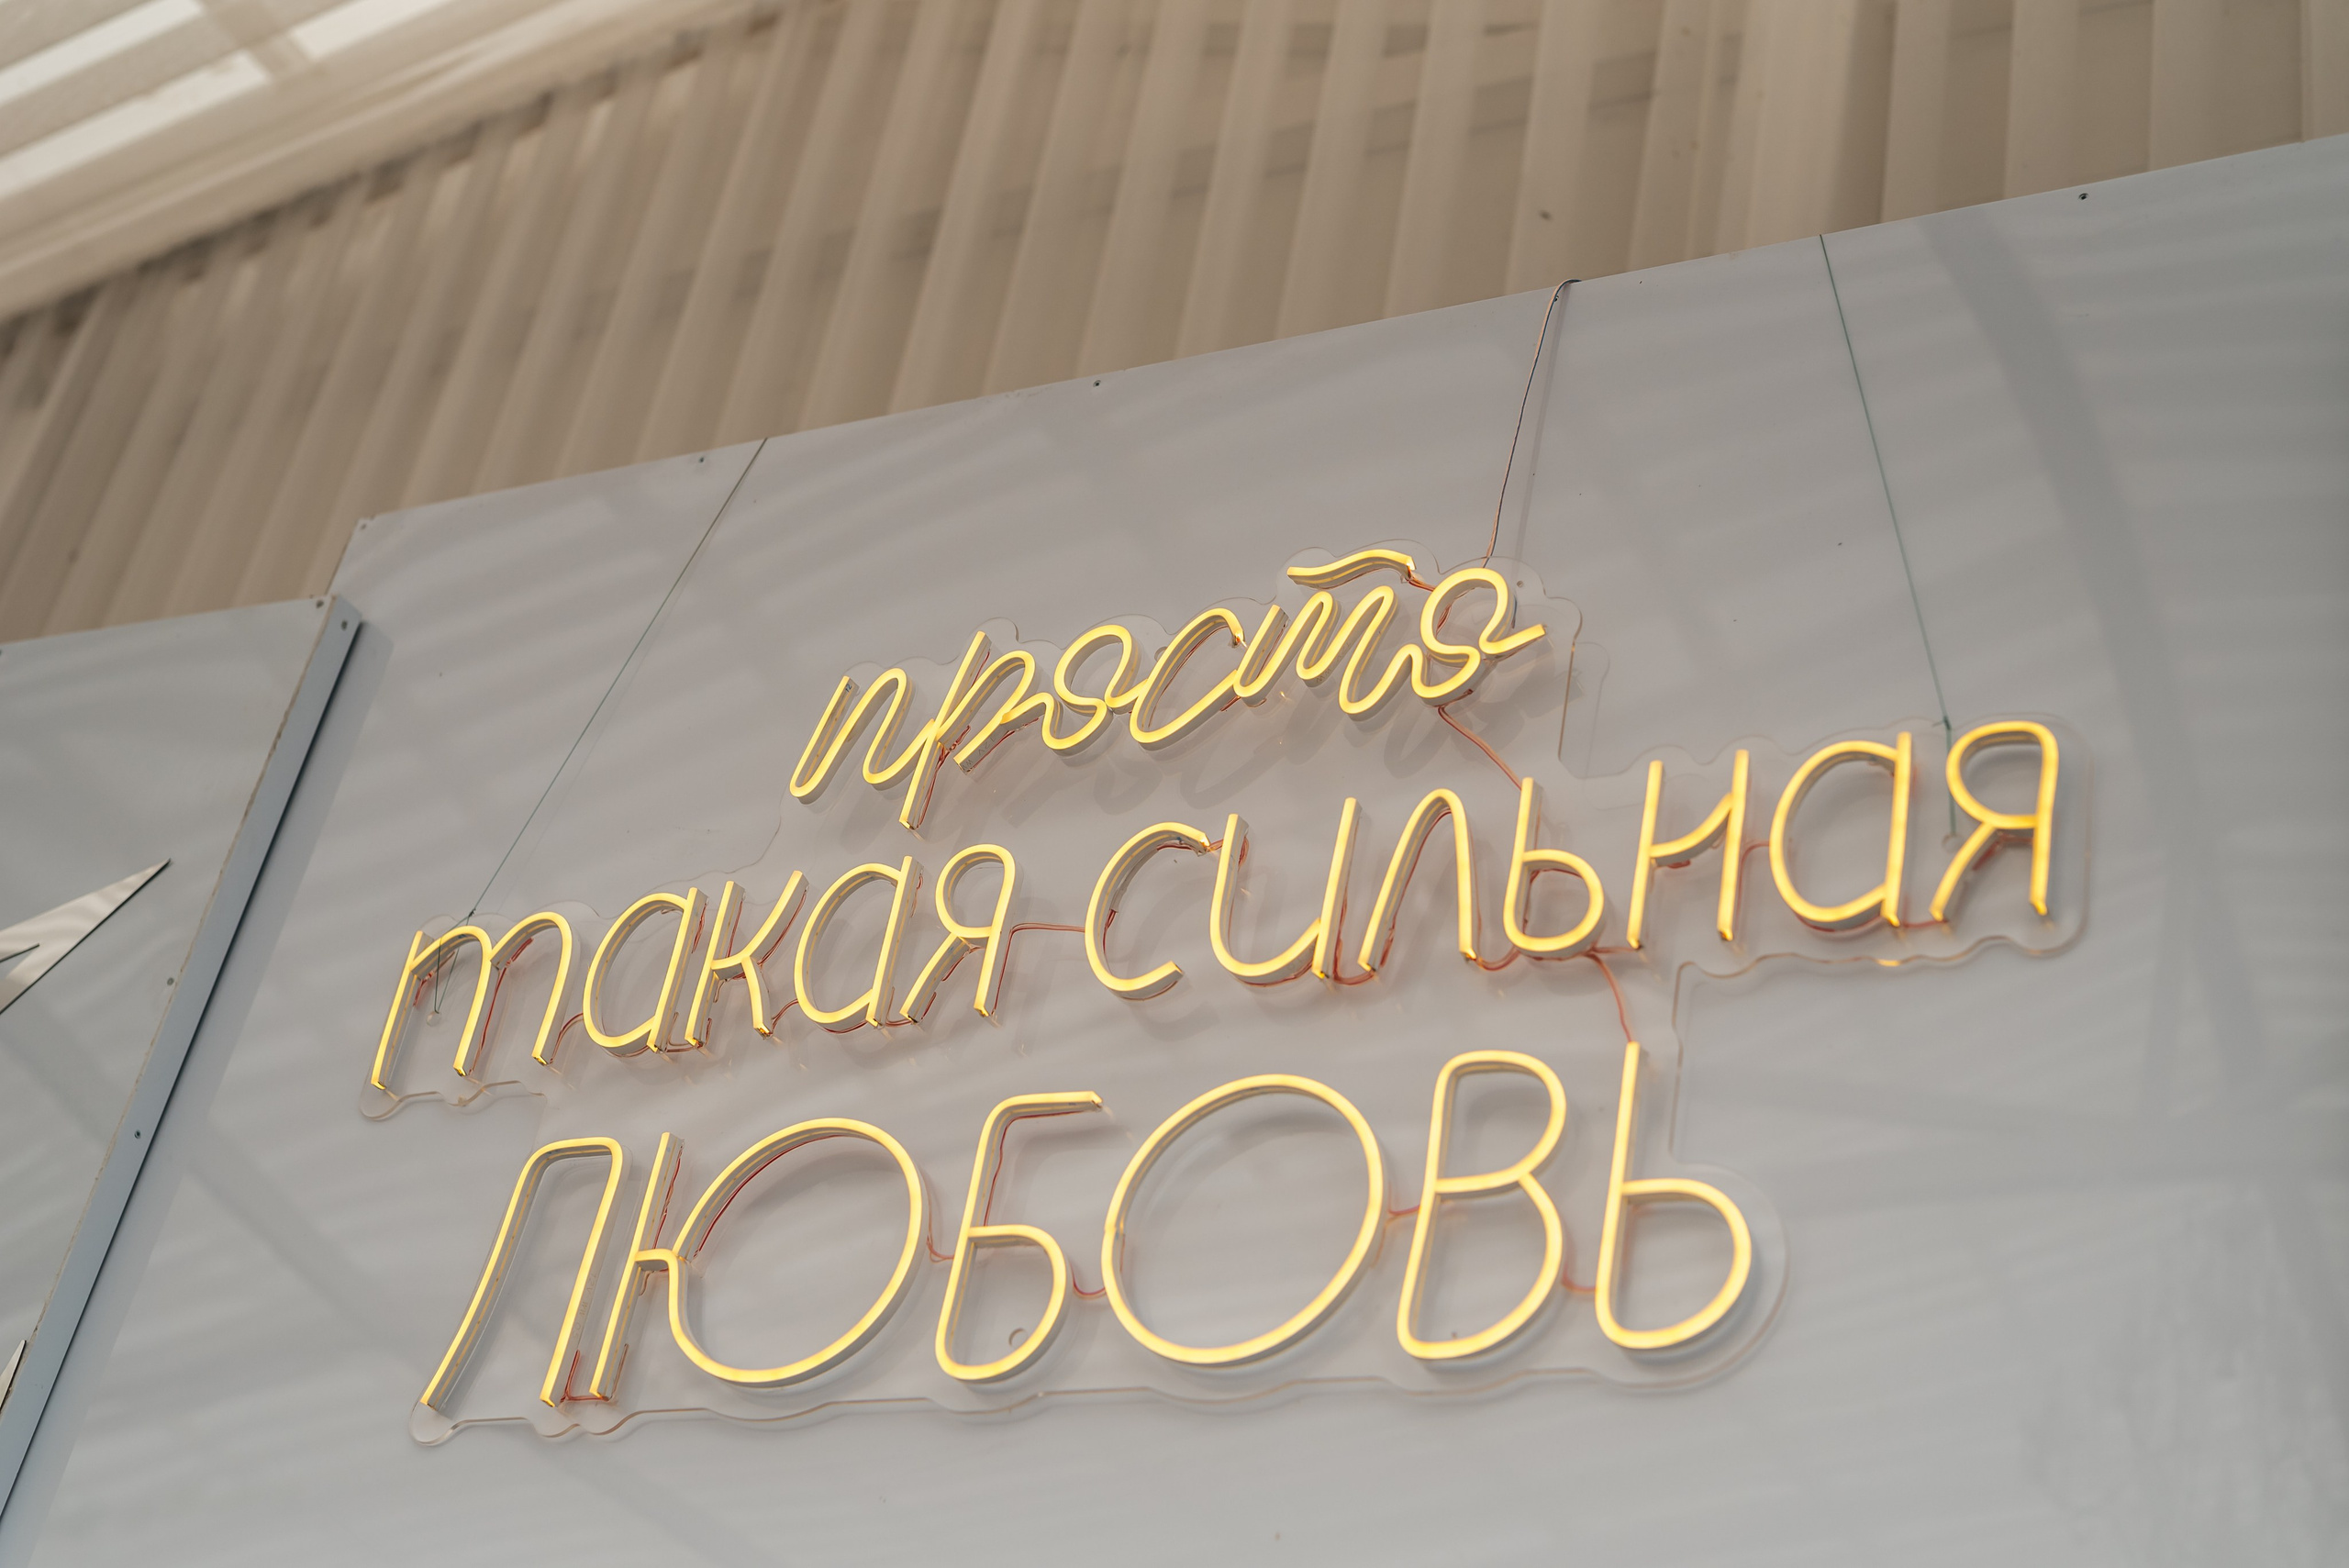 просто
такая сильная
ЛЮБОВЬ